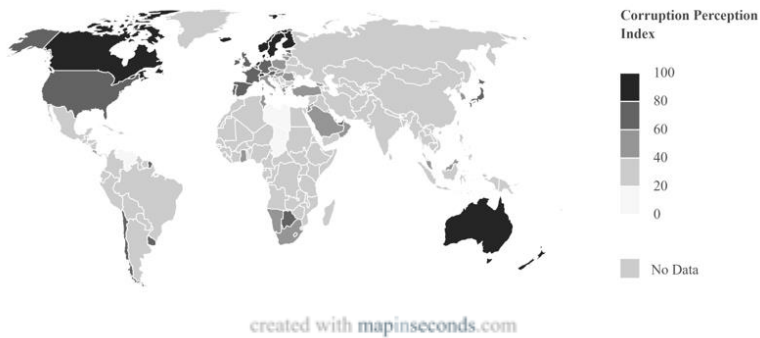 Corruption Perception
Index
100
80
60
40
20
0
No Data
created with mapinseconds.com